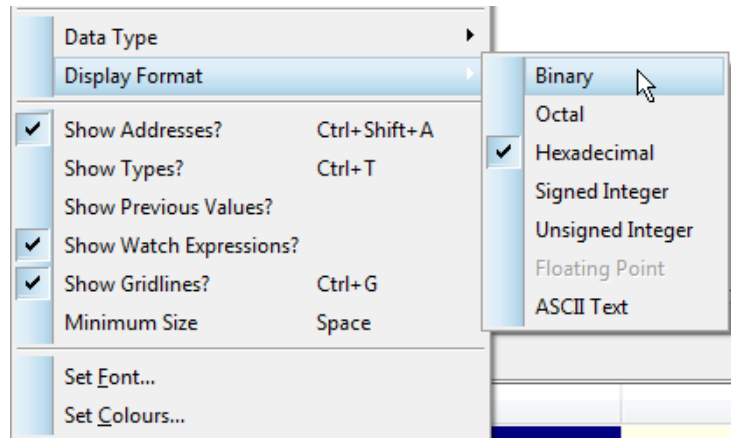 Data Type
Display Format
Show Addresses? Ctrl+Shift+A
Show Types? Ctrl+T
Show Previous Values?
Show Watch Expressions?
Show Gridlines? Ctrl+G
Minimum Size Space
Set Font...
Set Colours...
Binary
Octal
Hexadecimal
Signed Integer
Unsigned Integer
Floating Point
ASCII Text